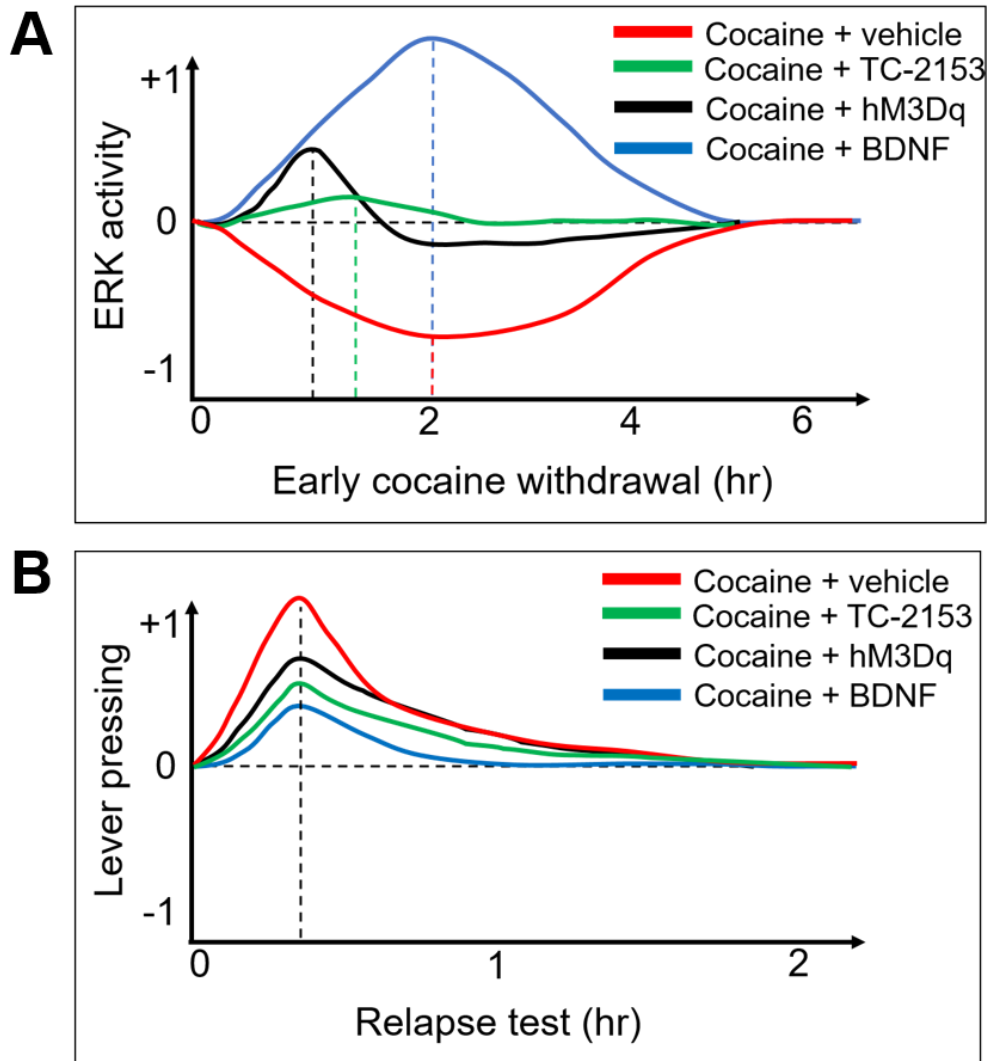 A
Cocaine + vehicle
Cocaine + TC-2153
Cocaine + hM3Dq
Cocaine + BDNF
ERK activity
+1
0
-1
0 2 4 6
Early cocaine withdrawal (hr)
B
Cocaine + vehicle
Cocaine + TC-2153
Cocaine + hM3Dq
Cocaine + BDNF
Lever pressing
+1
0
-1
0 1 2
Relapse test (hr)